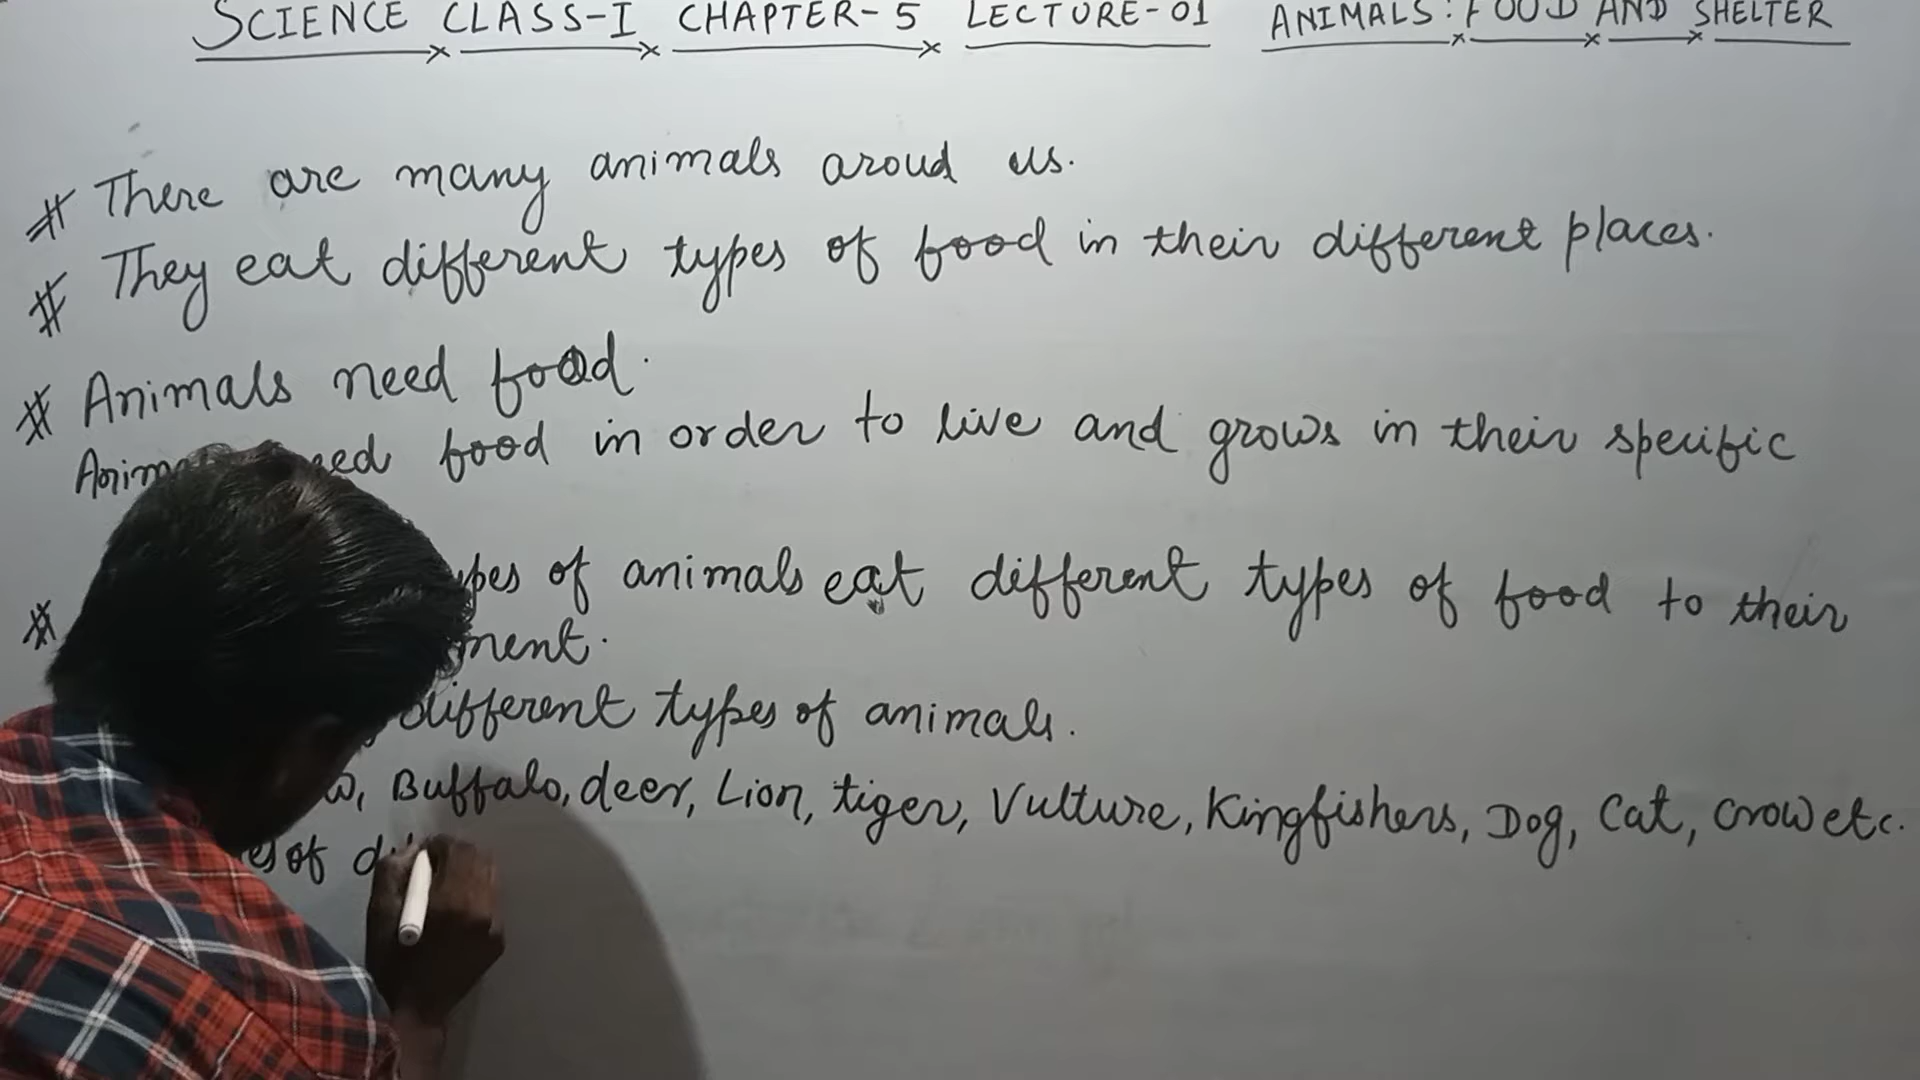 SCIENCE CLASS-I CHAPTER-5 LECTURE-01 ANIMALS: FOOD AND SHELTER
# There are many animals aroud us.
# They eat different types of food in their different places.
# Animals need food.
need food in order to live and grows in their specific
# of animals eat different types of food to their
different types of animals.
Buffalo, deer, Lion, tiger, Vulture, Kingfishers, Dog, Cat, Crow etc.
of